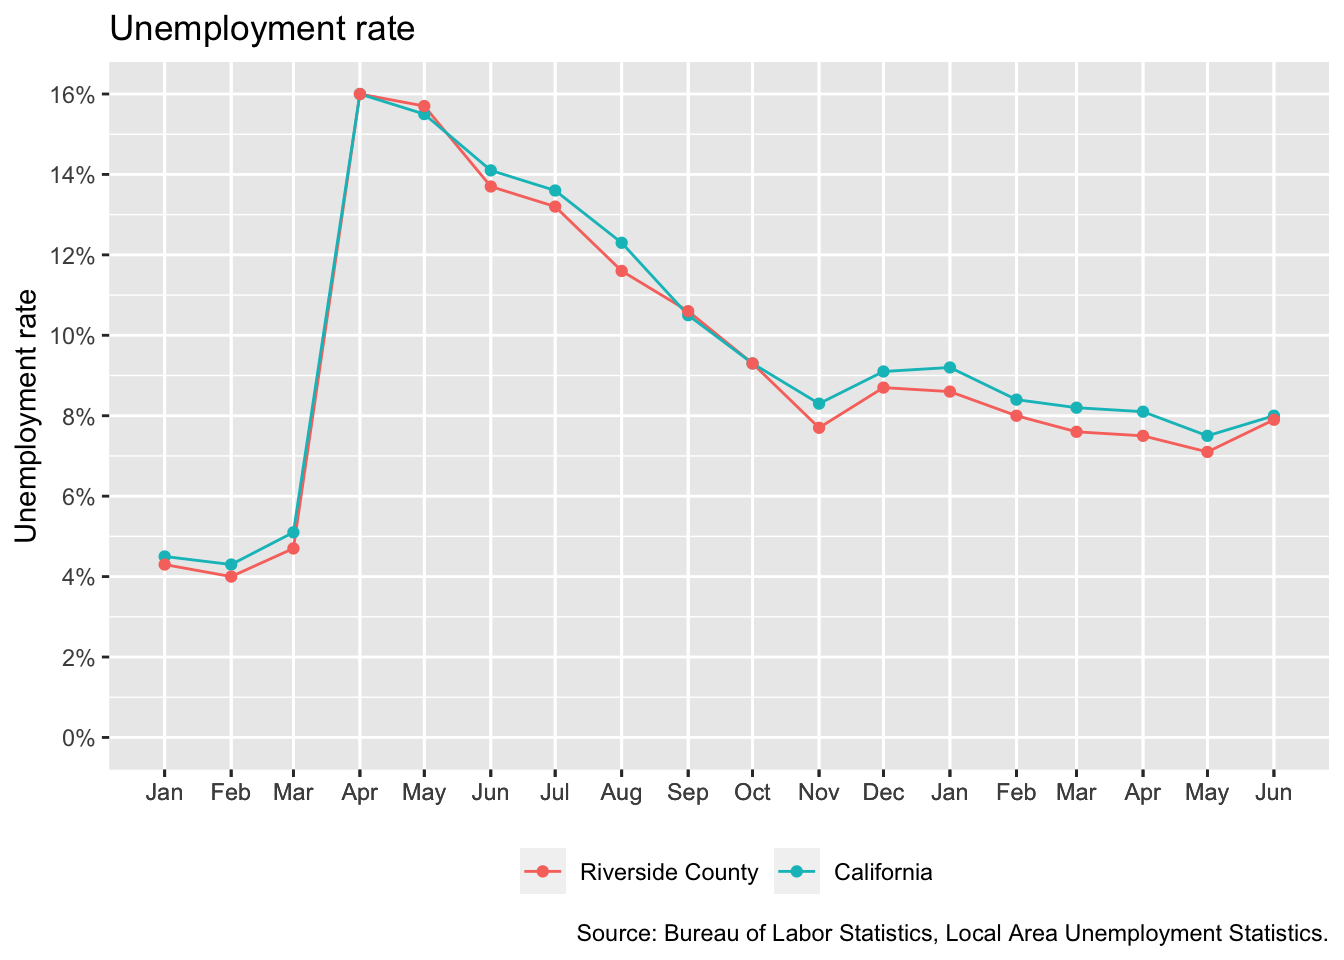 Unemployment rate
Unemployment rate
16%
14%
12%
10%
8%
6%
4%
2%
0%
Jan Feb Mar Apr May Jun Jul Aug Sep Oct Nov Dec Jan Feb Mar Apr May Jun
Riverside County California
Source: Bureau of Labor Statistics, Local Area Unemployment Statistics.